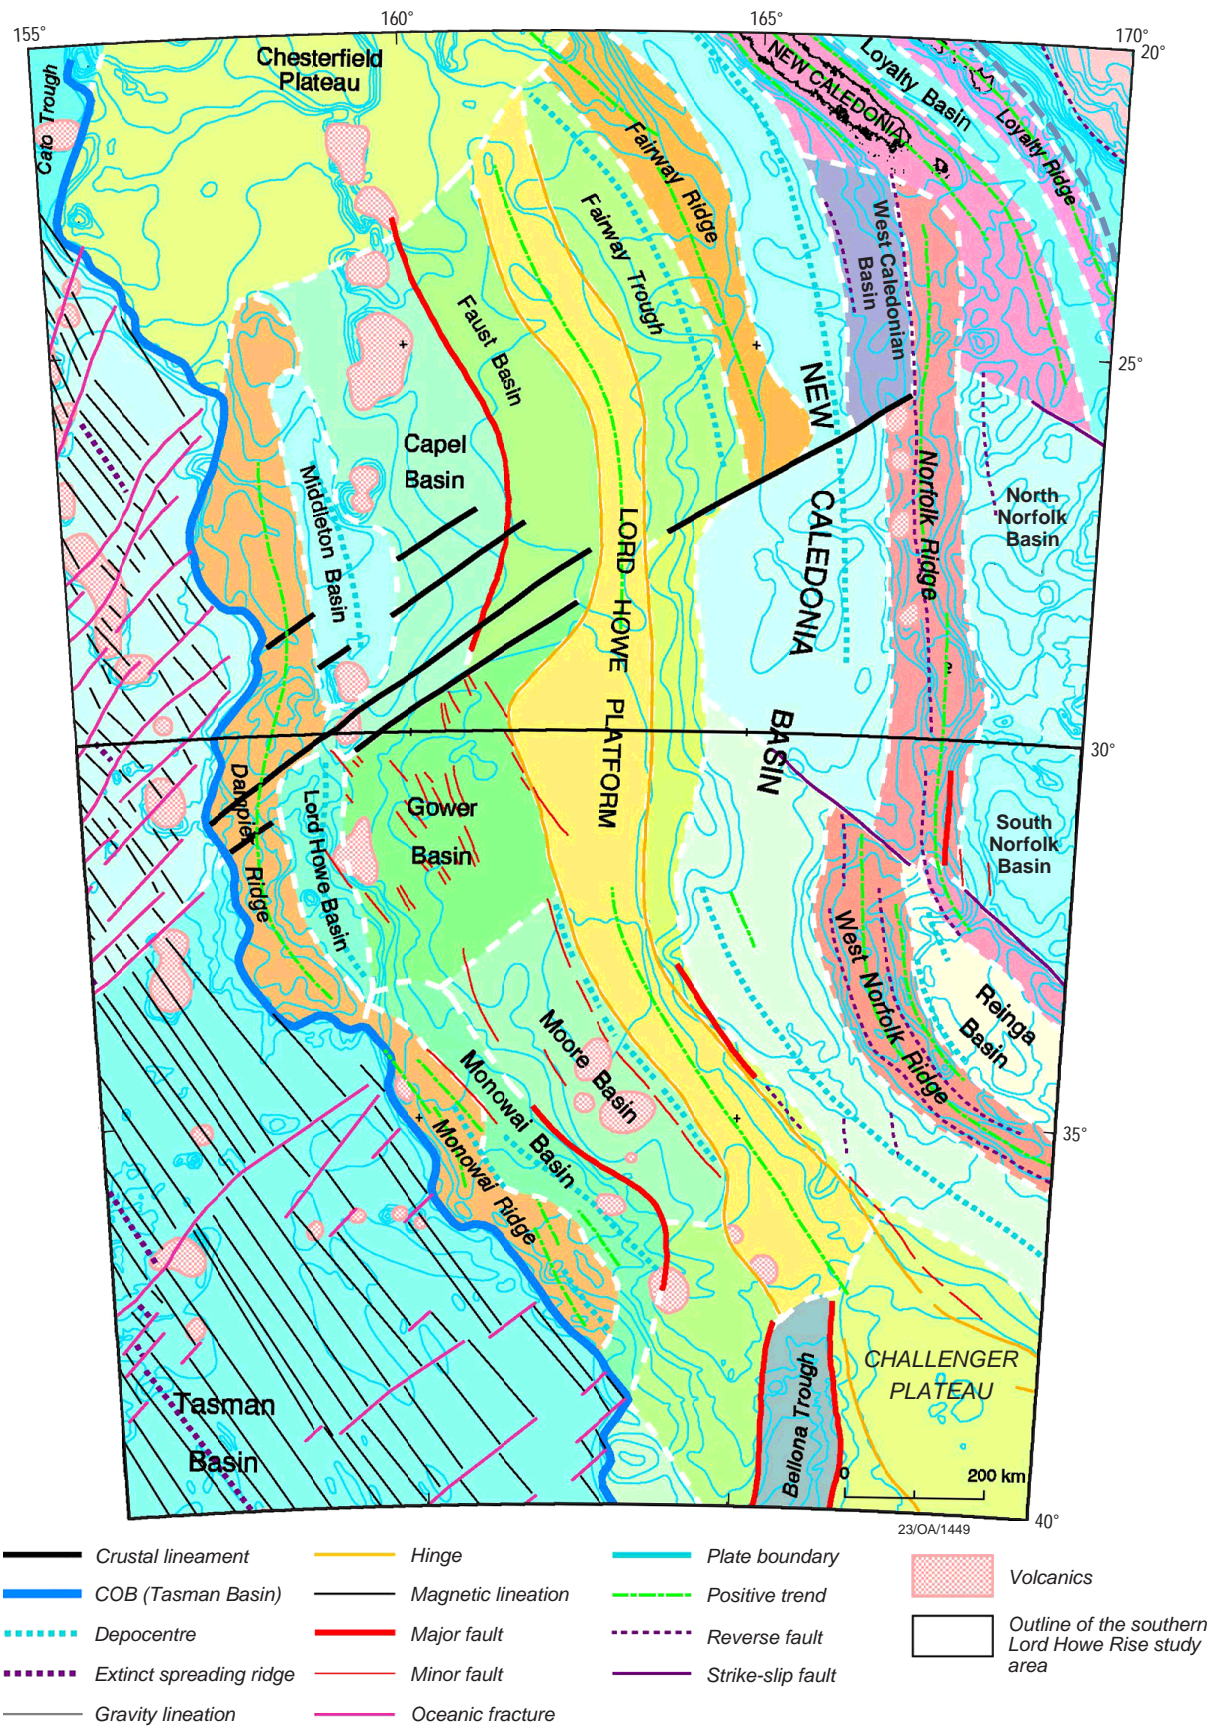 155°
160°
165°
170°
20°
Chesterfield
Plateau
Cato Trough
NEW CALEDONIA
Loyalty Basin
Loyalty Ridge
Fairway Ridge
Fairway Trough
West Caledonian
Basin
Faust Basin
25°
NEW
CALEDONIA
BASIN
Capel
Basin
Middleton Basin
Norfolk Ridge
North
Norfolk
Basin
LORD HOWE PLATFORM
30°
Dampier Ridge
Lord Howe Basin
Gower
Basin
South
Norfolk
Basin
West Norfolk Ridge
Reinga
Basin
Moore Basin
Monowai Basin
Monowai Ridge
35°
CHALLENGER
PLATEAU
Bellona Trough
Tasman
Basin
0
200 km
40°
23/OA/1449
Crustal lineament
COB (Tasman Basin)
Depocentre
Extinct spreading ridge
Gravity lineation
Hinge
Magnetic lineation
Major fault
Minor fault
Oceanic fracture
Plate boundary
Positive trend
Reverse fault
Strike-slip fault
Volcanics
Outline of the southern
Lord Howe Rise study
area